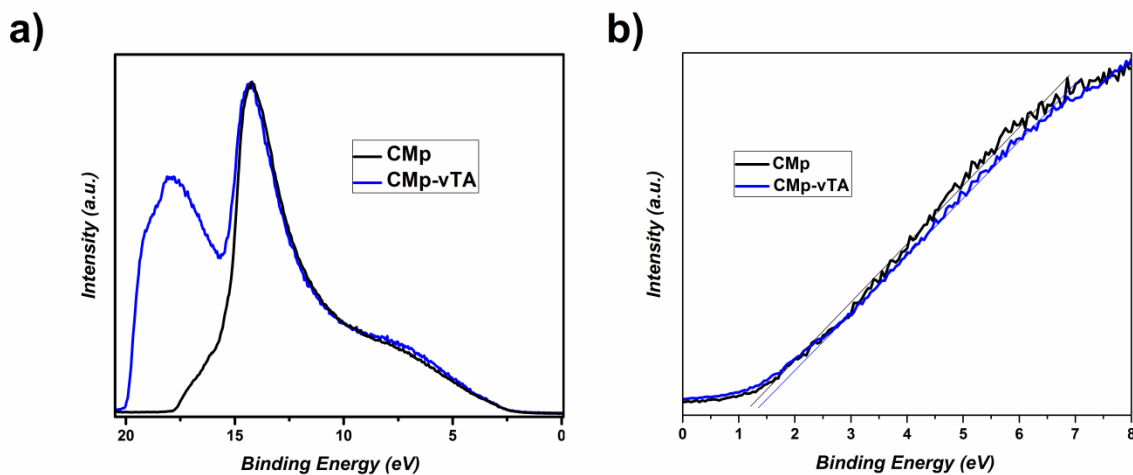 a)
CMp
CMp-vTA
Intensity (a.u.)
20 15 10 5 0
Binding Energy (eV)
b)
CMp
CMp-vTA
Intensity (a.u.)
0 1 2 3 4 5 6 7 8
Binding Energy (eV)